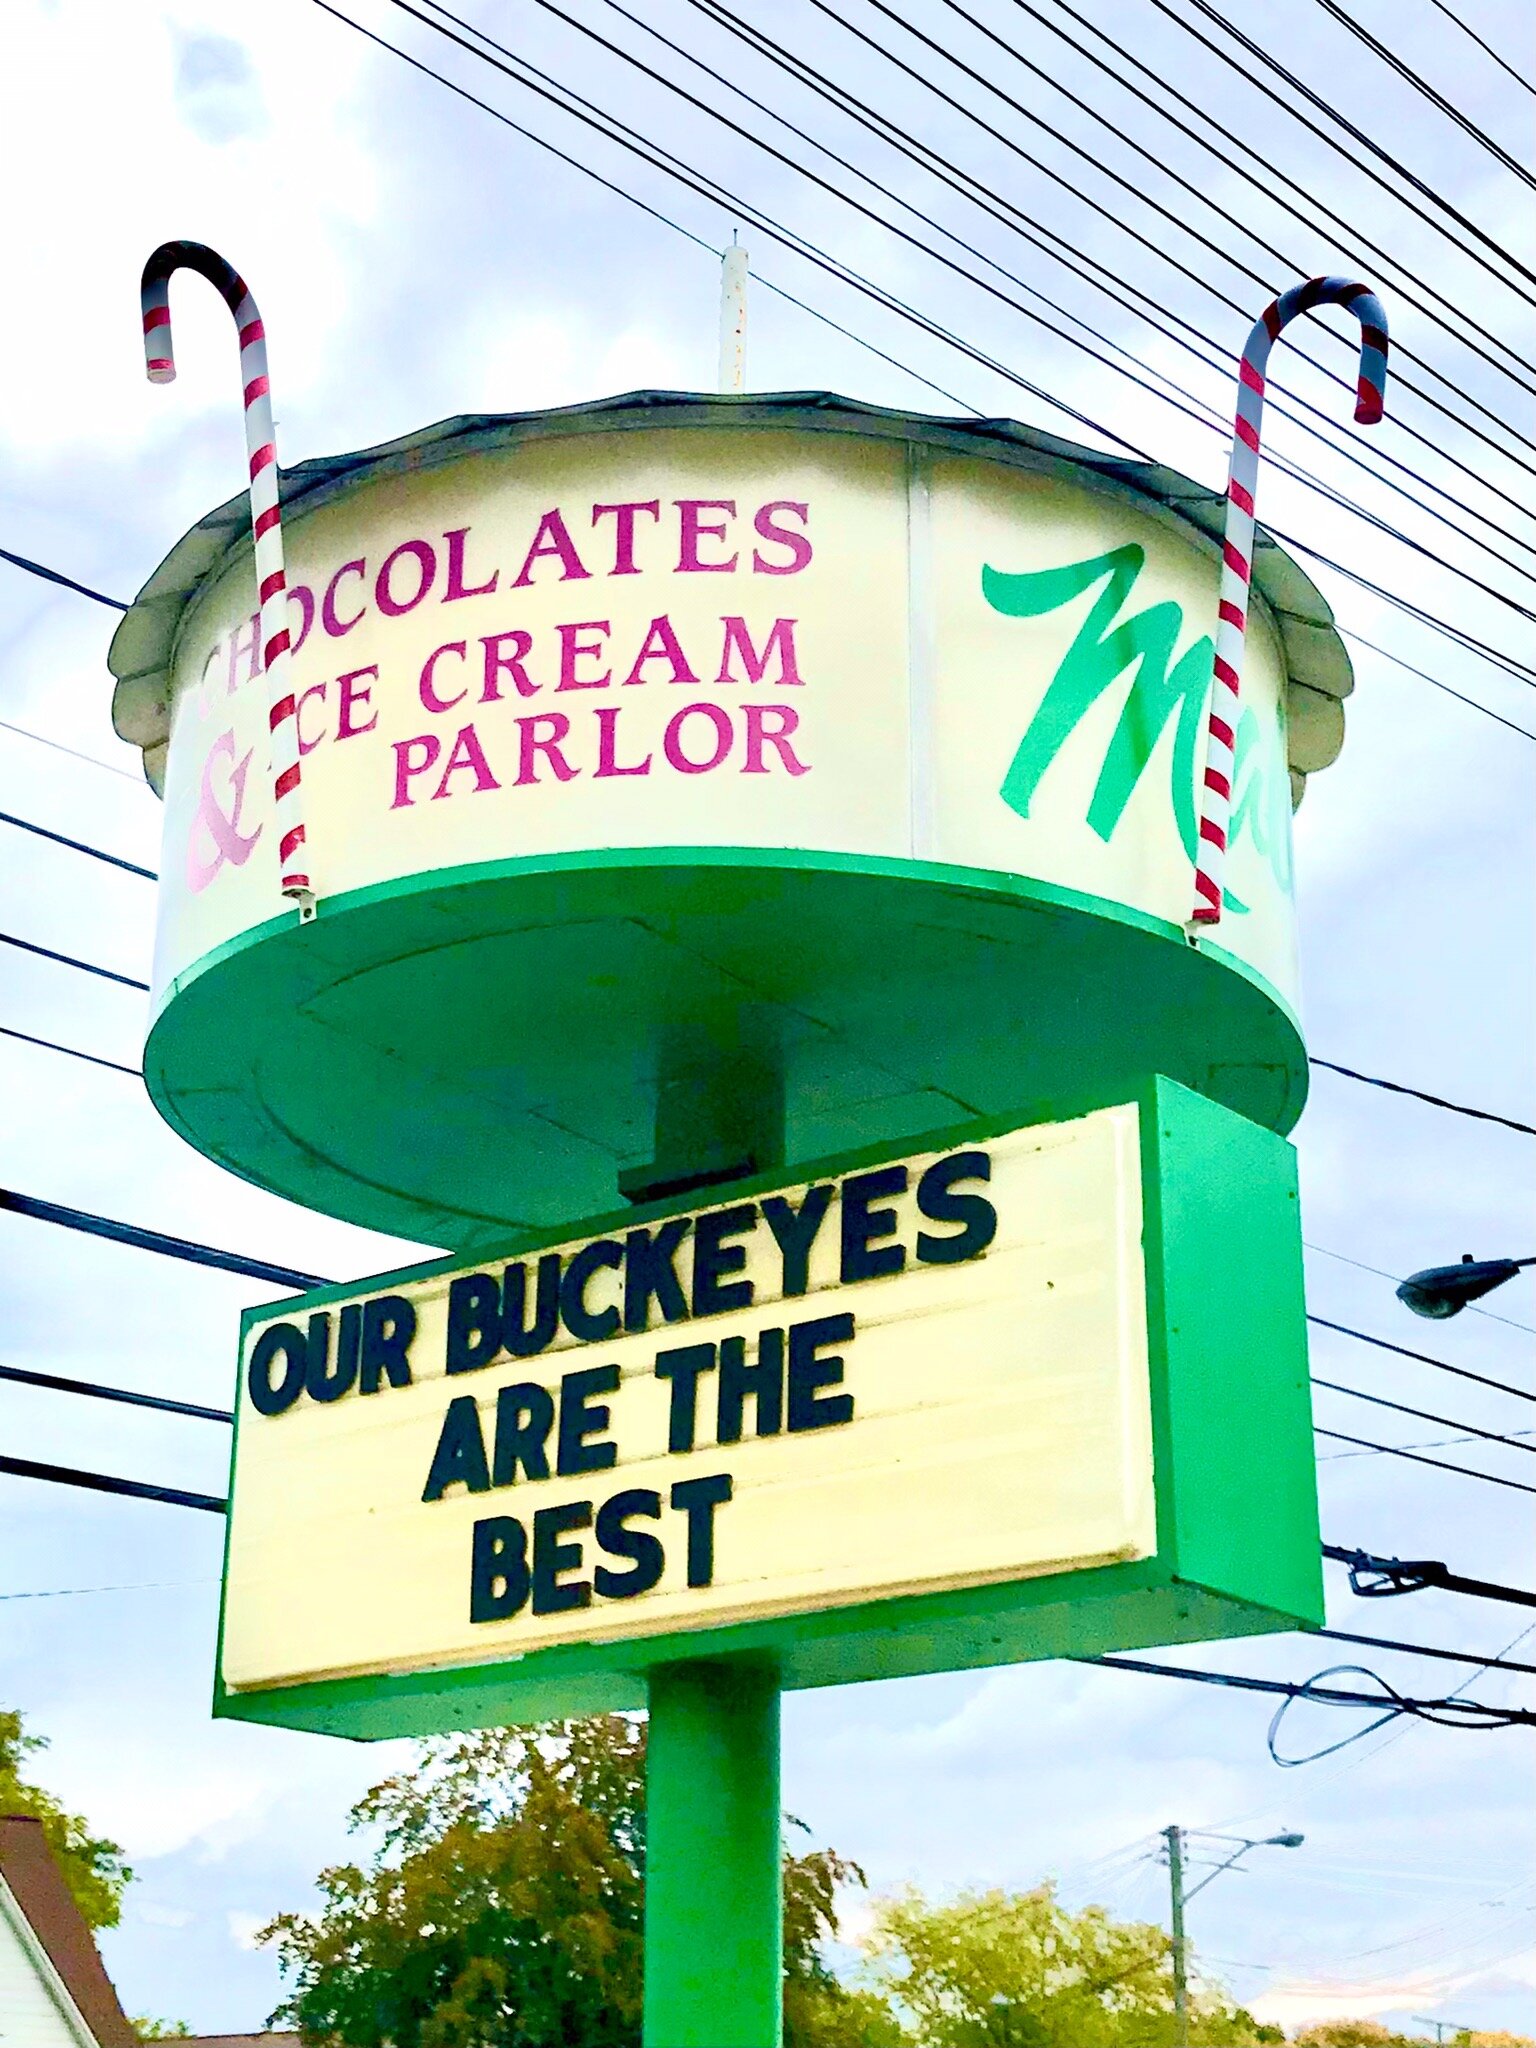 CHOCOLATES
& ICE CREAM
PARLOR
OUR BUCKEYES
ARE THE
BEST